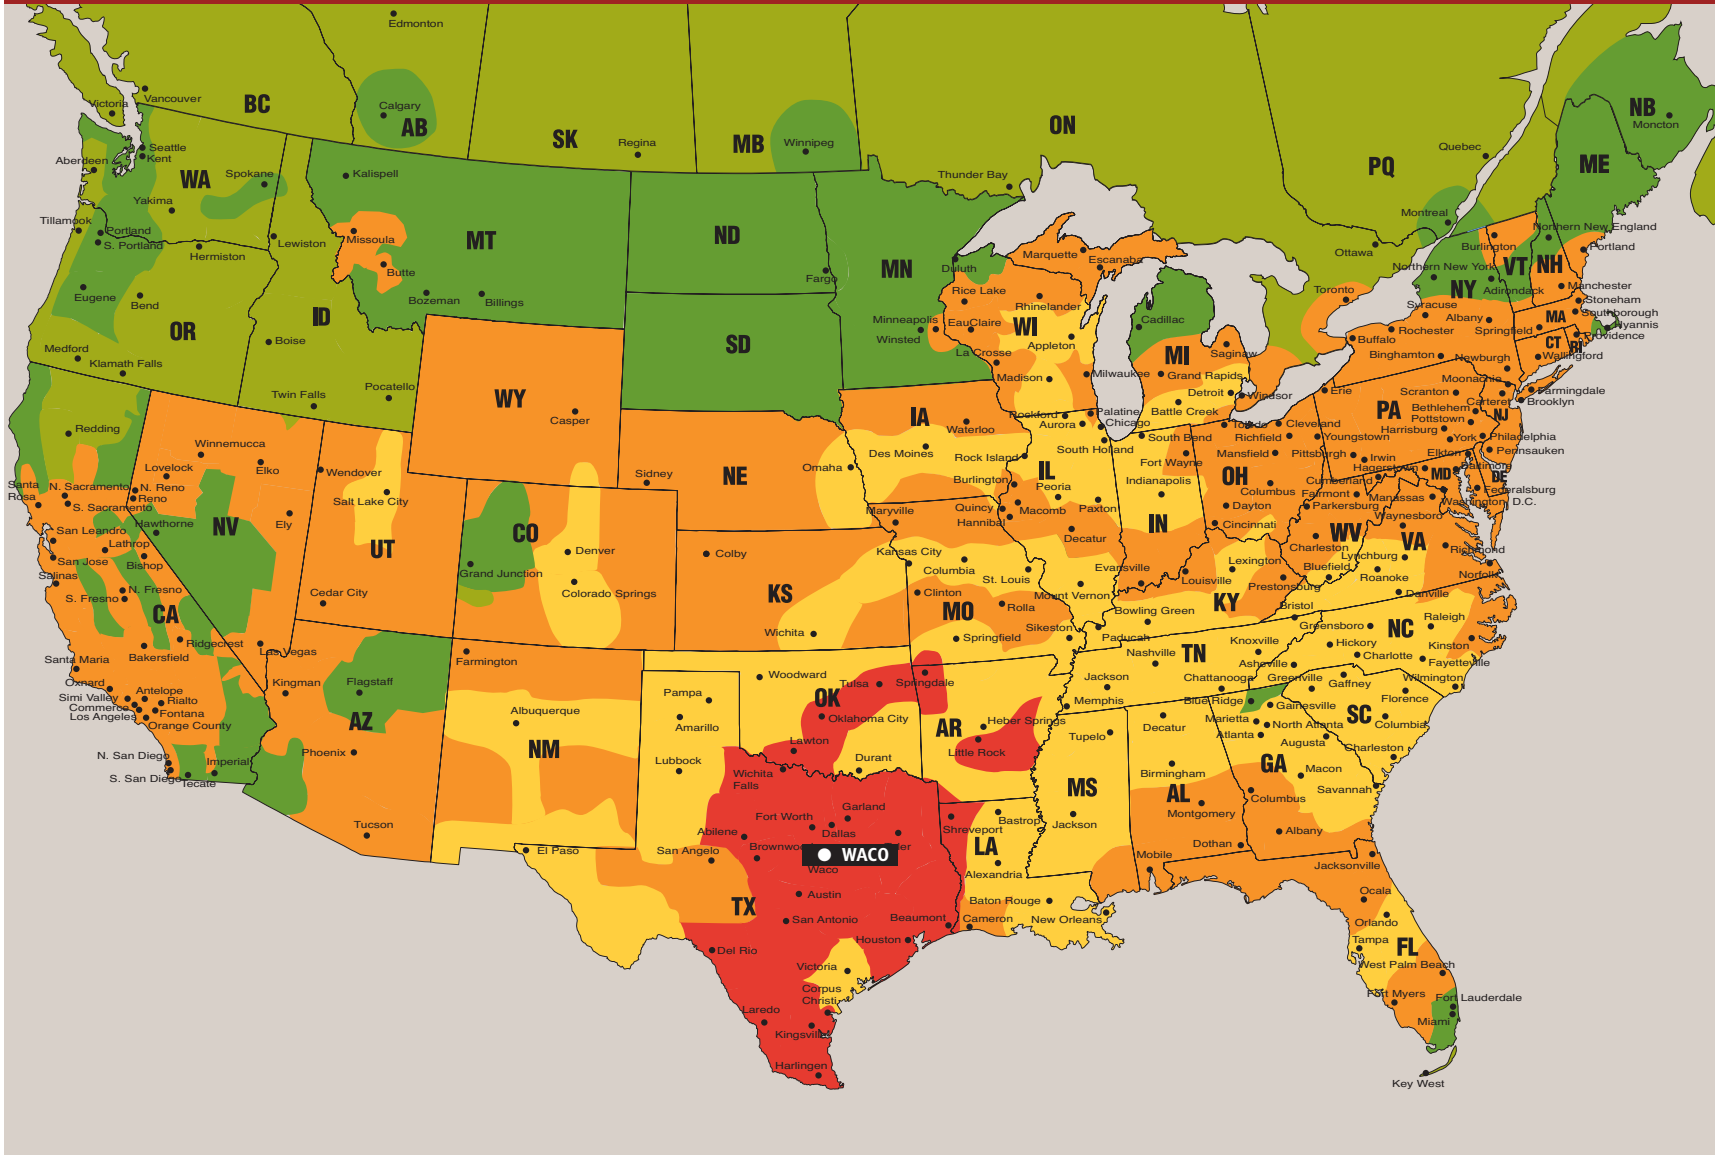 Edmonton
Vancouver
Victoria
BC
Calgary
AB
SK
Regina
MB
Winnipeg
ON
Thunder Bay
PQ
Quebec
Montreal
Ottawa
Toronto
NB
Moncton
ME
Seattle
Kent
Aberdeen
WA
Spokane
Yakima
Tillamook
Portland
S. Portland
Hermiston
Lewiston
Eugene
Bend
OR
Medford
Klamath Falls
ID
Boise
Twin Falls
Pocatello
Kalispell
Missoula
Butte
MT
Bozeman
Billings
ND
Fargo
SD
MN
Duluth
Minneapolis
Winsted
WY
Casper
Sidney
NE
Omaha
Marquette
Escanaba
Rice Lake
Rhinelander
EauClaire
WI
Appleton
La Crosse
Madison
Milwaukee
Cadillac
MI
Saginaw
Grand Rapids
Detroit
Windsor
Battle Creek
Northern New England
Burlington
Portland
VT
NH
Northern New York
NY
Adirondack
Manchester
Stoneham
Southborough
Hyannis
Syracuse
Albany
MA
Springfield
Providence
Rochester
Buffalo
CT
RI
Wallingford
Binghamton
Newburgh
Erie
Scranton
Moonachie
Farmingdale
Brooklyn
Carteret
PA
Bethlehem
NJ
Pottstown
Harrisburg
York
Philadelphia
Pennsauken
Youngstown
Pittsburgh
Irwin
Elkton
Hagerstown
Baltimore
MD
DE
Cumberland
Federalsburg
Fairmont
Manassas
Washington, D.C.
Parkersburg
IA
Waterloo
Des Moines
Rockford
Aurora
Palatine
Chicago
South Holland
Rock Island
IL
Burlington
Peoria
Quincy
Macomb
Paxton
Hannibal
Decatur
South Bend
Fort Wayne
Indianapolis
IN
Evansville
Toledo
Cleveland
Richfield
Mansfield
OH
Columbus
Dayton
Cincinnati
WV
Charleston
Waynesboro
VA
Lynchburg
Richmond
Bluefield
Roanoke
Norfolk
Danville
Redding
Winnemucca
Lovelock
Elko
N. Reno
Reno
Santa
Rosa
N. Sacramento
S. Sacramento
Hawthorne
NV
Ely
San Leandro
Lathrop
San Jose
Bishop
Salinas
N. Fresno
S. Fresno
CA
Bakersfield
Ridgecrest
Las Vegas
Santa Maria
Oxnard
Antelope
Simi Valley
Rialto
Commerce
Fontana
Los Angeles
Orange County
N. San Diego
Imperial
S. San Diego
Tecate
Wendover
Salt Lake City
UT
Cedar City
CO
Denver
Grand Junction
Colorado Springs
Kingman
Flagstaff
AZ
Phoenix
Tucson
Farmington
Albuquerque
NM
El Paso
Colby
KS
Wichita
Maryville
Kansas City
Columbia
St. Louis
Clinton
MO
Rolla
Springfield
Sikeston
Mount Vernon
Lexington
Louisville
Prestonsburg
KY
Bowling Green
Paducah
Bristol
Knoxville
Nashville
TN
Jackson
Memphis
Chattanooga
Greensboro
Raleigh
NC
Hickory
Kinston
Charlotte
Fayetteville
Asheville
Greenville
Gaffney
Wilmington
Florence
SC
Columbia
Charleston
Woodward
Tulsa
OK
Oklahoma City
Lawton
Durant
Springdale
AR
Heber Springs
Little Rock
Pampa
Amarillo
Lubbock
Wichita
Falls
Garland
Fort Worth
Dallas
Abilene
Brownwood
San Angelo
WACO
Waco
TX
Austin
San Antonio
Beaumont
Houston
Del Rio
Victoria
Corpus
Christi
Laredo
Kingsville
Harlingen
Shreveport
Bastrop
LA
Alexandria
Baton Rouge
Cameron
New Orleans
Tupelo
MS
Jackson
Decatur
Birmingham
AL
Montgomery
Dothan
Mobile
Blue Ridge
Gainesville
Marietta
North Atlanta
Atlanta
Augusta
GA
Macon
Columbus
Savannah
Albany
Jacksonville
Ocala
Orlando
Tampa
FL
West Palm Beach
Fort Myers
Fort Lauderdale
Miami
Key West